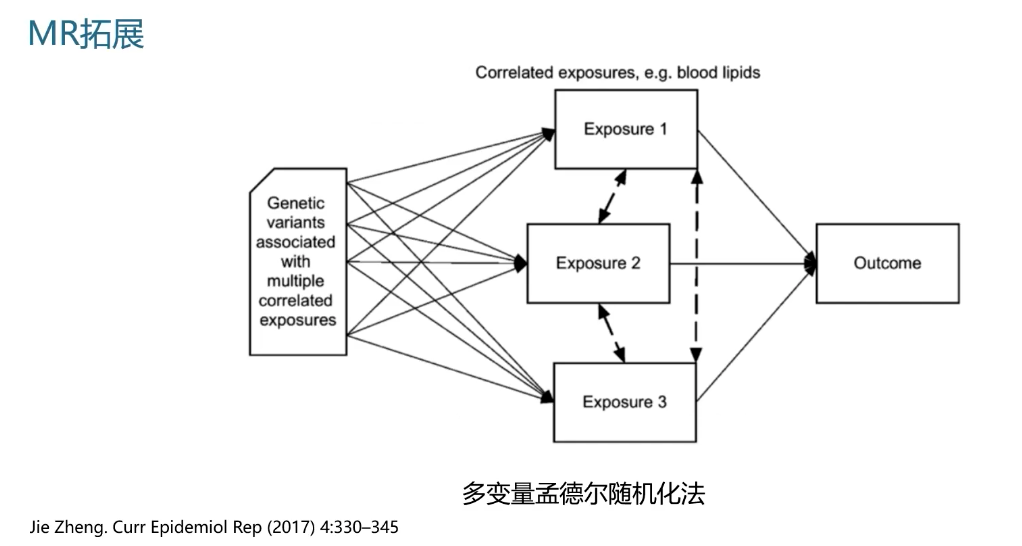 MR拓展
Correlated exposures, e.g. blood lipids
Exposure 1
Genetic
variants
associated
with
multiple
correlated
exposures
Exposure 2
Outcome
Exposure 3
多变量孟德尔随机化法
Jie Zheng. Curr Epidemiol Rep (2017) 4:330–345